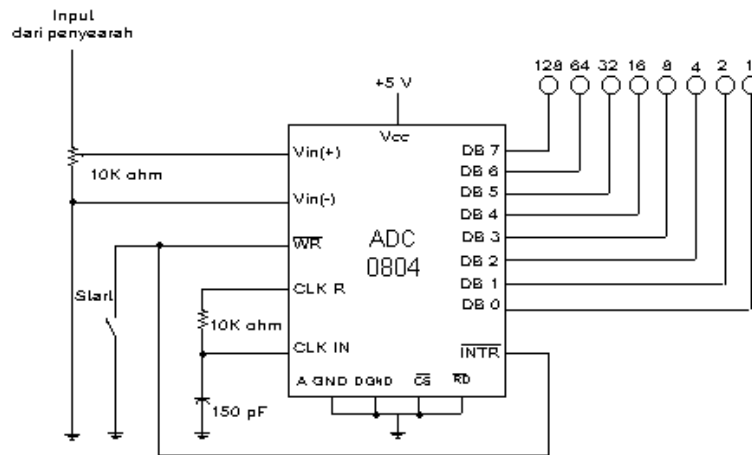 Input
dari penyearah
128 64 32 16 8 4 2 1
+5 V
Vcc
Vin(+)
DB 7
10K ohm
DB 6
Vin(-)
DB 5
DB 4
WR
ADC
0804
DB 3
DB 2
CLK R
DB 1
Start
DB 0
10K ohm
CLK IN
INTR
A GND DGND CS RD
150 pF